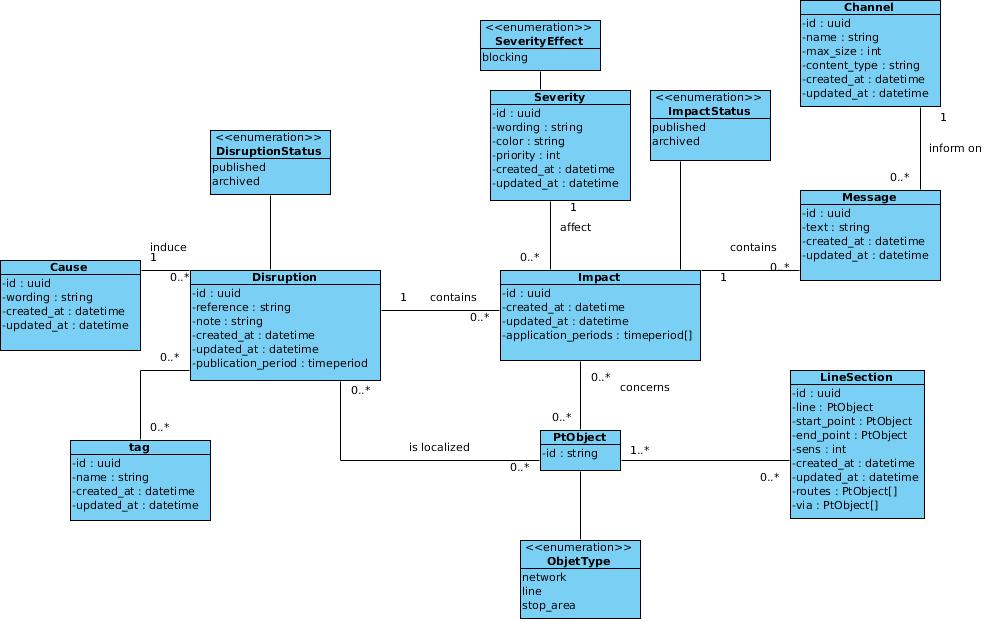 Channel
-id : uuid
-name : string
-max_size : int
-content_type : string
-created_at : datetime
-updated_at : datetime
<<enumeration>>
SeverityEffect
blocking
Severity
-id : uuid
-wording : string
-color : string
-priority : int
-created_at : datetime
-updated_at : datetime
<<enumeration>>
ImpactStatus
published
archived
1
inform on
0..*
<<enumeration>>
DisruptionStatus
published
archived
Message
-id : uuid
-text : string
-created_at : datetime
-updated_at : datetime
1
affect
0..*
contains
0..*
1
induce
1
0..*
Cause
-id : uuid
-wording : string
-created_at : datetime
-updated_at : datetime
Disruption
-id : uuid
-reference : string
-note : string
-created_at : datetime
-updated_at : datetime
-publication_period : timeperiod
1
contains
0..*
Impact
-id : uuid
-created_at : datetime
-updated_at : datetime
-application_periods : timeperiod[]
0..*
0..*
tag
-id : uuid
-name : string
-created_at : datetime
-updated_at : datetime
0..*
is localized
0..*
0..*
concerns
0..*
PtObject
-id : string
1..*
0..*
LineSection
-id : uuid
-line : PtObject
-start_point : PtObject
-end_point : PtObject
-sens : int
-created_at : datetime
-updated_at : datetime
-routes : PtObject[]
-via : PtObject[]
<<enumeration>>
ObjetType
network
line
stop_area